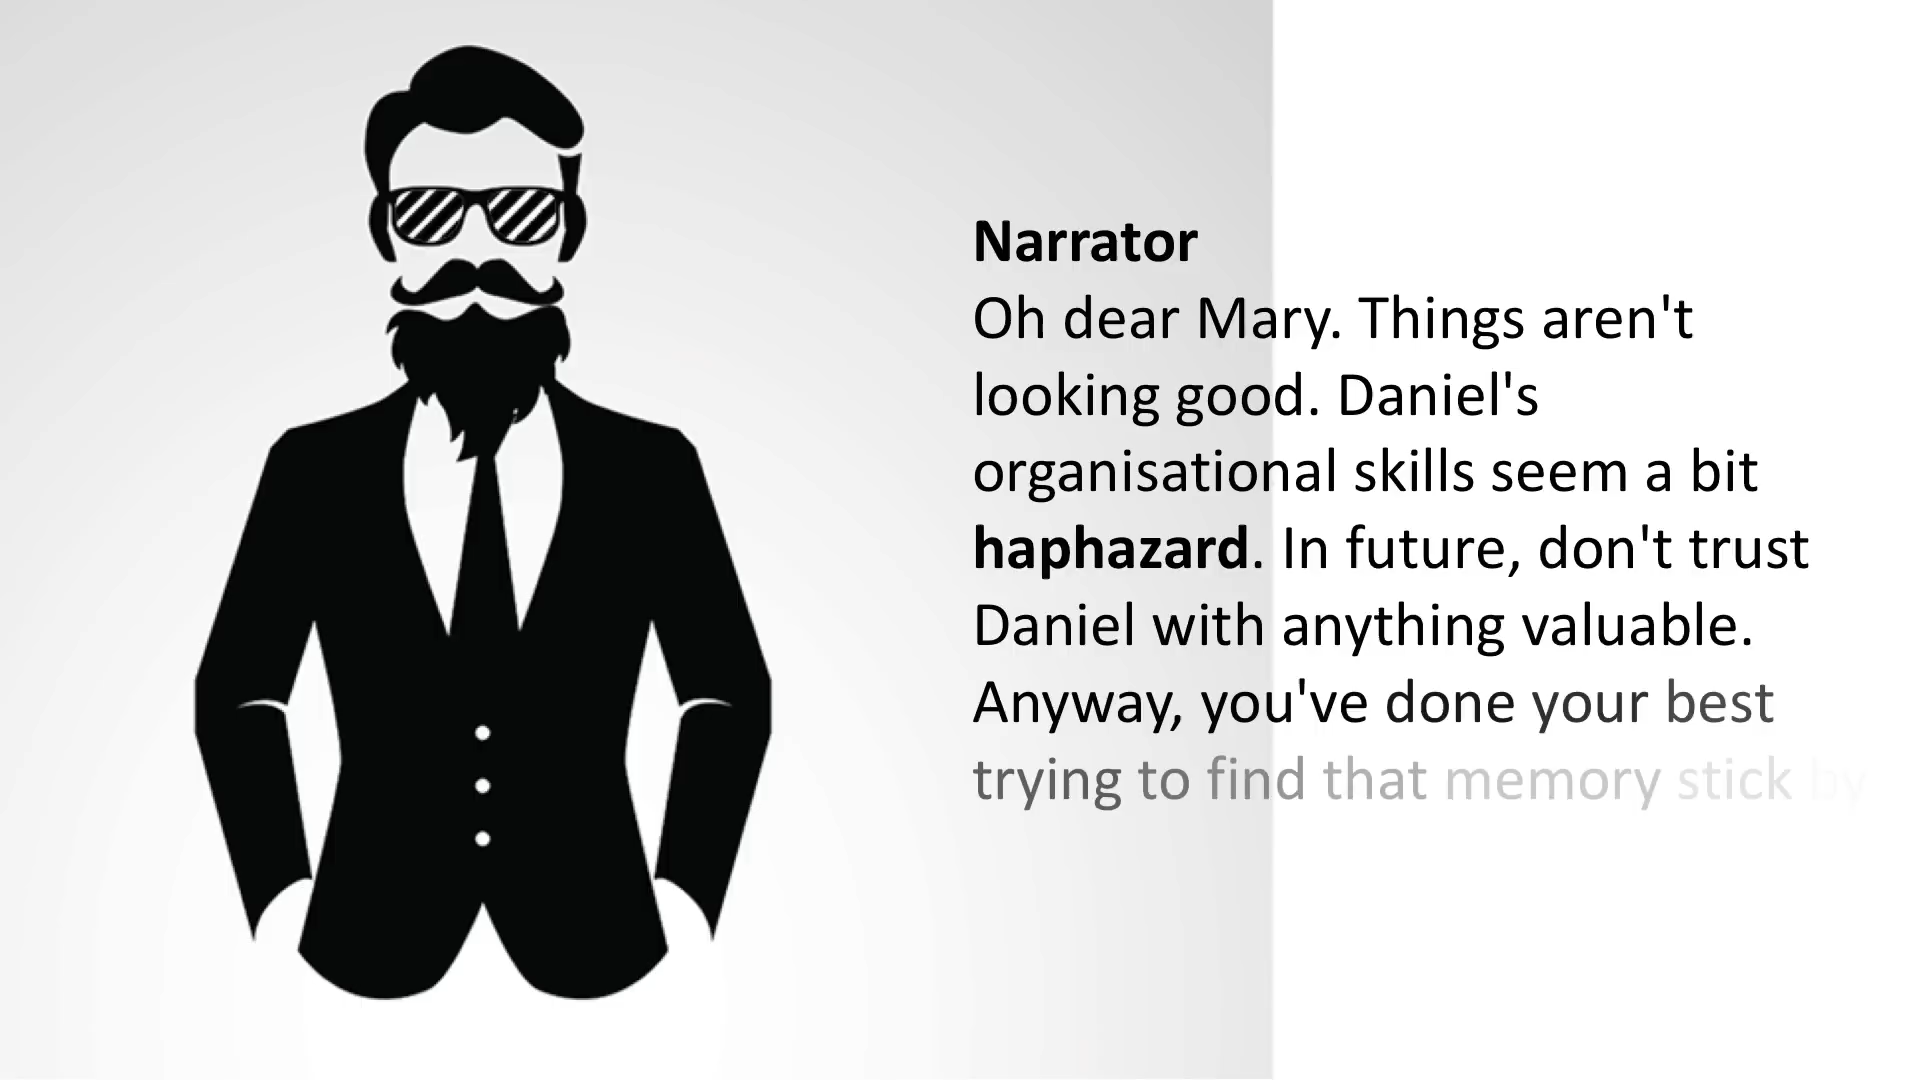 Narrator
Oh dear Mary. Things aren't
looking good. Daniel's
organisational skills seem a bit
haphazard. In future, don't trust
Daniel with anything valuable.
Anyway, you've done your best
trying to find that memory stick by